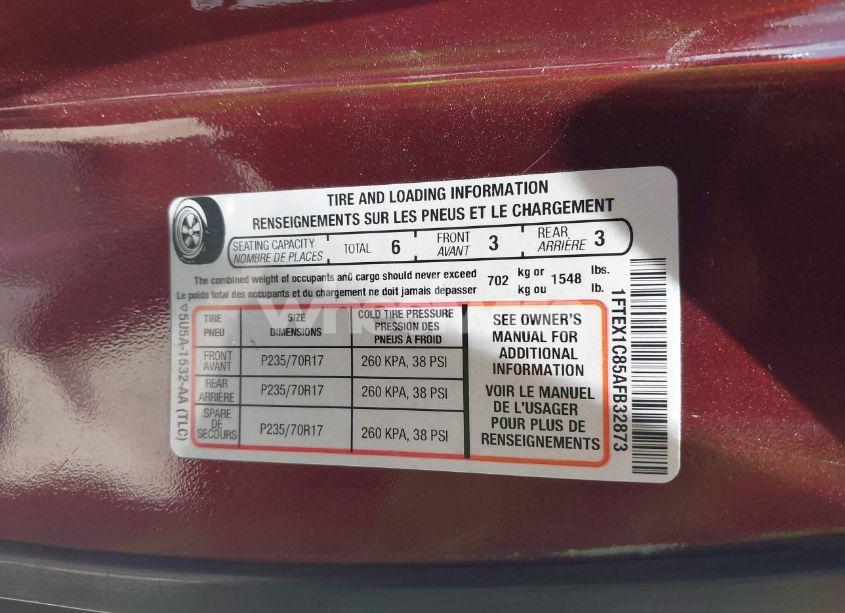 TIRE AND LOADING INFORMATION
RENSEIGNEMENTS SUR LES PNEUS ET LE CHARGEMENT
SEATING CAPACITY TOTAL 6 FRONT 3 REAR 3
NOMBRE DE PLACES AVANT ARRIÈRE
The combined weight of occupants and cargo should never exceed 702 kg or 1548 lbs.
Le poids total des occupants et du chargement ne doit jamais dépasser kg ou lb.
TIRE SIZE COLD TIRE PRESSURE
PNEU DIMENSIONS PRESSION DES
PNEUS À FROID
FRONT P235/70R17 260 KPA, 38 PSI
AVANT
REAR P235/70R17 260 KPA, 38 PSI
ARRIÈRE
SPARE P235/70R17 260 KPA, 38 PSI
DE
SECOURS
SEE OWNER'S
MANUAL FOR
ADDITIONAL
INFORMATION
VOIR LE MANUEL
DE L'USAGER
POUR PLUS DE
RENSEIGNEMENTS
5U5A-1532-AA (TLC)
1FTEX1C85AFB32873